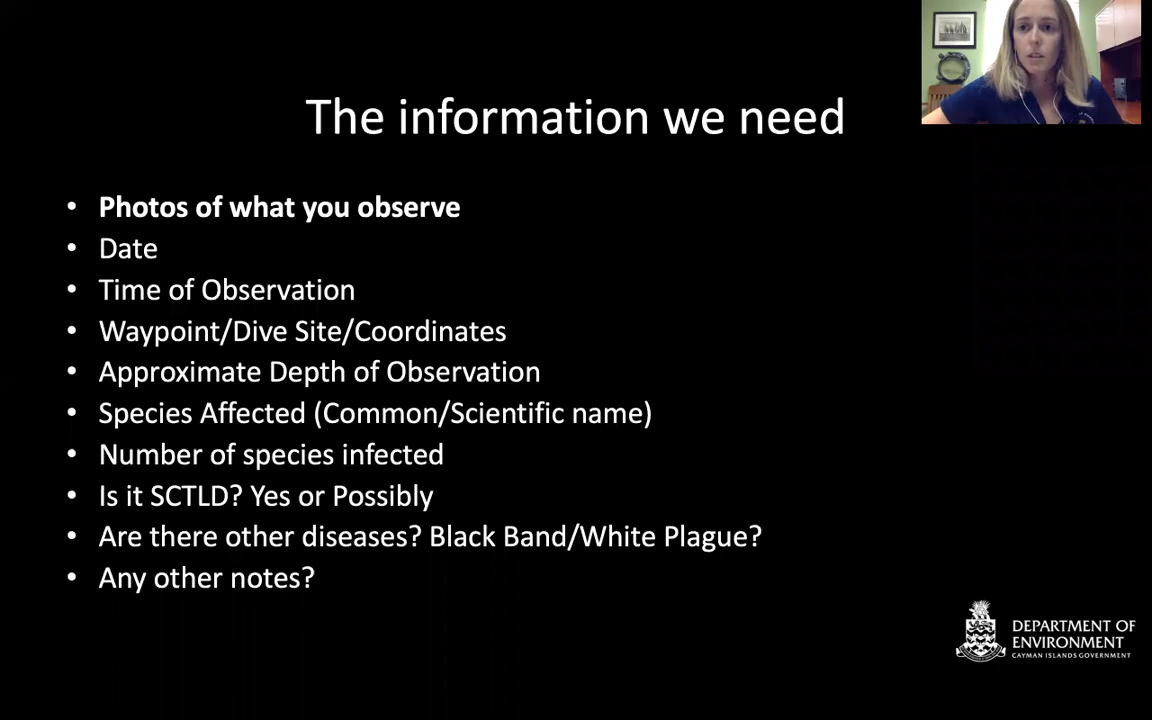 The information we need
• Photos of what you observe
• Date
• Time of Observation
• Waypoint/Dive Site/Coordinates
• Approximate Depth of Observation
• Species Affected (Common/Scientific name)
• Number of species infected
• Is it SCTLD? Yes or Possibly
• Are there other diseases? Black Band/White Plague?
• Any other notes?
DEPARTMENT OF
ENVIRONMENT
CAYMAN ISLANDS GOVERNMENT